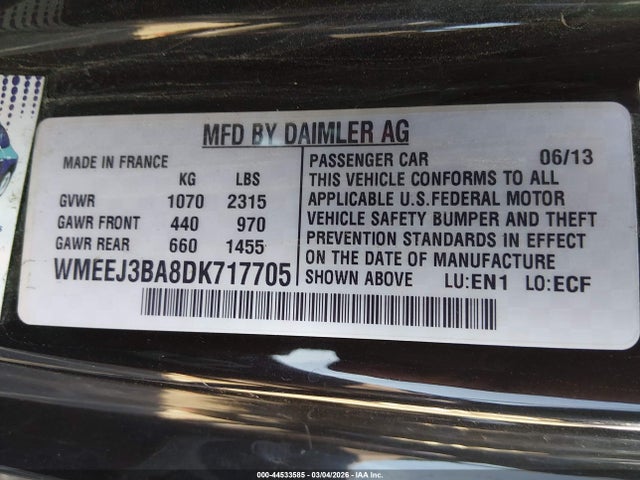 MFD BY DAIMLER AG
MADE IN FRANCE
KG LBS
GVWR 1070 2315
GAWR FRONT 440 970
GAWR REAR 660 1455
WMEEJ3BA8DK717705
PASSENGER CAR 06/13
THIS VEHICLE CONFORMS TO ALL
APPLICABLE U.S.FEDERAL MOTOR
VEHICLE SAFETY BUMPER AND THEFT
PREVENTION STANDARDS IN EFFECT
ON THE DATE OF MANUFACTURE
SHOWN ABOVE LU:EN1 LO:ECF
000-44533585 - 03/04/2026 - IAA Inc.